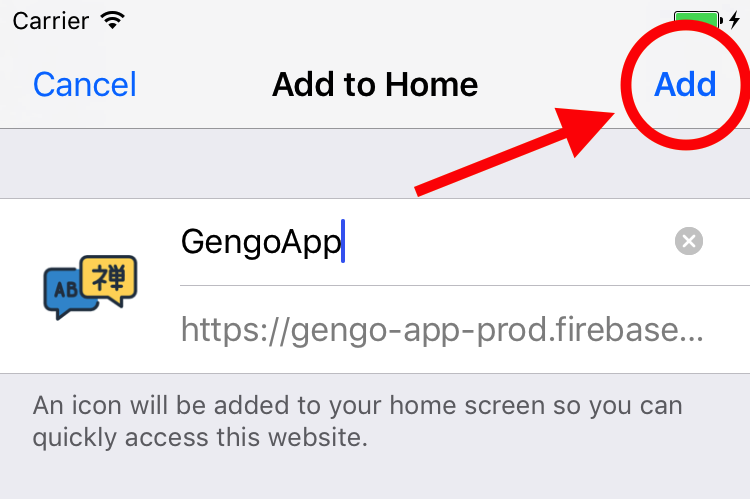 Carrier
Cancel
Add to Home
Add
GengoApp
AB
禅
https://gengo-app-prod.firebase...
An icon will be added to your home screen so you can
quickly access this website.